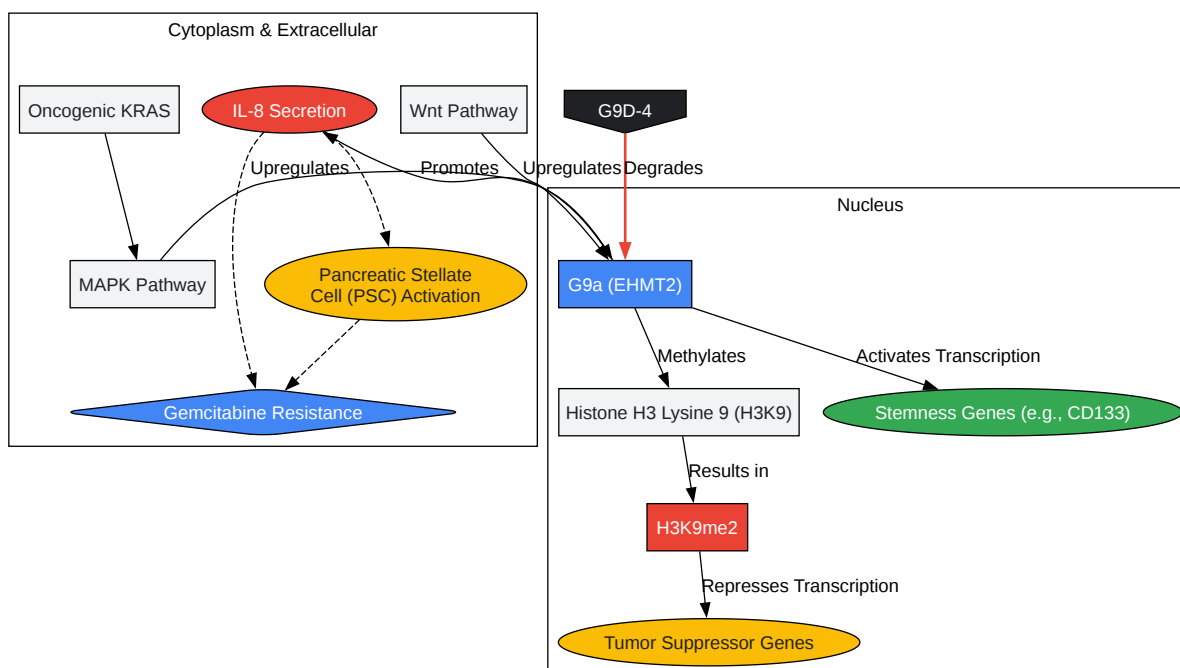 Cytoplasm & Extracellular
Oncogenic KRAS
IL-8 Secretion
Wnt Pathway
G9D-4
Upregulates
Promotes
Upregulates
Degrades
Nucleus
MAPK Pathway
Pancreatic Stellate
Cell (PSC) Activation
G9a (EHMT2)
Methylates
Activates Transcription
Gemcitabine Resistance
Histone H3 Lysine 9 (H3K9)
Stemness Genes (e.g., CD133)
Results in
H3K9me2
Represses Transcription
Tumor Suppressor Genes